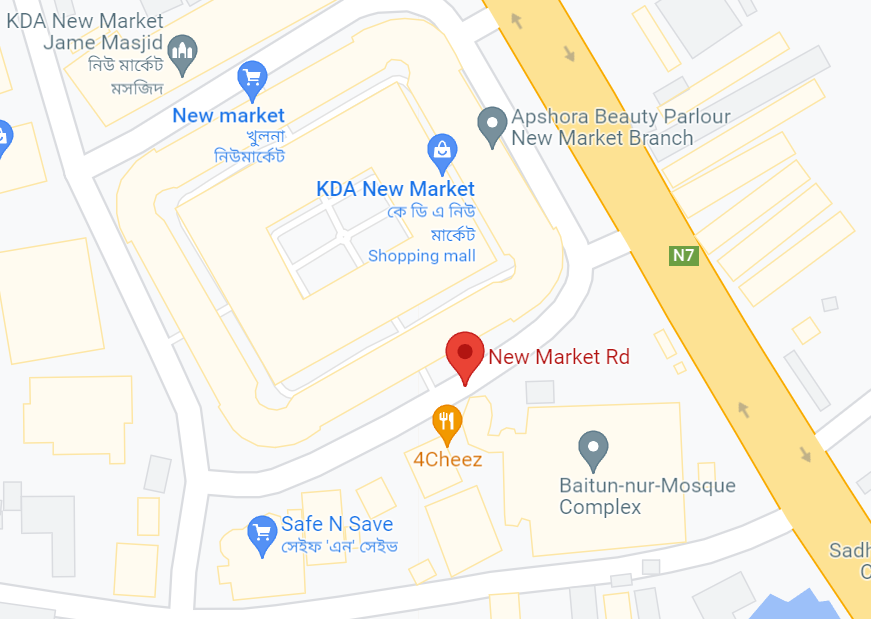 KDA New Market
Jame Masjid
নিউ মার্কেট
মসজিদ
New market
খুলনা
নিউমার্কেট
Apshora Beauty Parlour
New Market Branch
KDA New Market
কে ডি এ নিউ
মার্কেট
Shopping mall
N7
New Market Rd
4Cheez
Baitun-nur-Mosque
Complex
Safe N Save
সেইফ 'এন' সেইভ